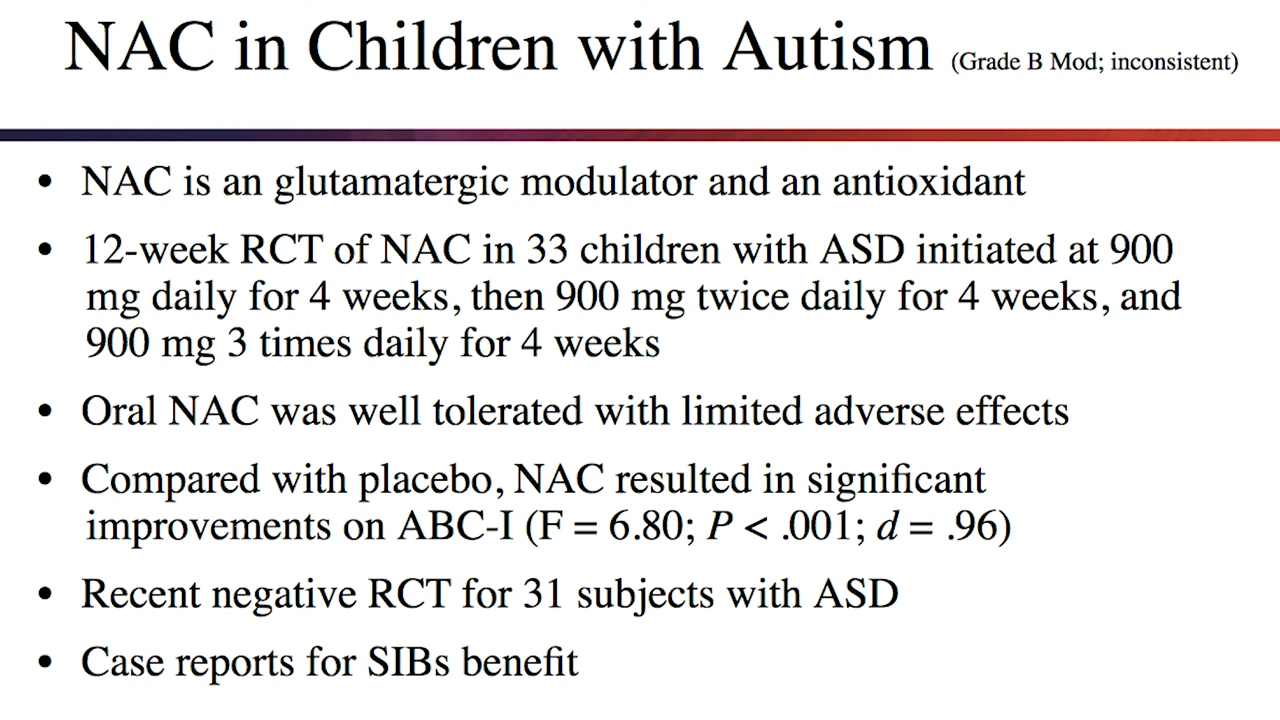 NAC in Children with Autism (Grade B Mod; inconsistent)
• NAC is an glutamatergic modulator and an antioxidant
• 12-week RCT of NAC in 33 children with ASD initiated at 900
mg daily for 4 weeks, then 900 mg twice daily for 4 weeks, and
900 mg 3 times daily for 4 weeks
• Oral NAC was well tolerated with limited adverse effects
• Compared with placebo, NAC resulted in significant
improvements on ABC-I (F = 6.80; P < .001; d = .96)
• Recent negative RCT for 31 subjects with ASD
• Case reports for SIBs benefit